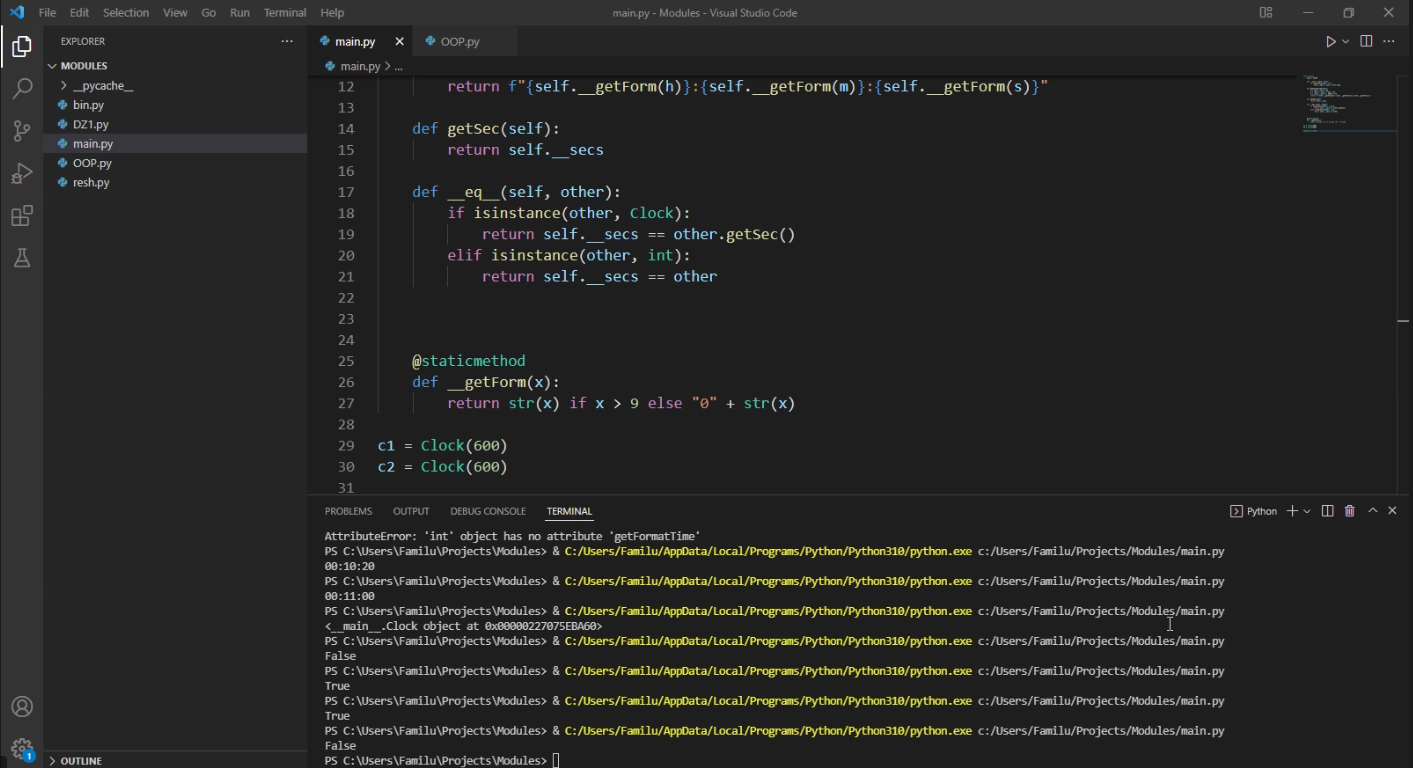 File Edit Selection View Go Run Terminal Help
main.py - Modules - Visual Studio Code
EXPLORER
MODULES
__pycache__
bin.py
DZ1.py
main.py
OOP.py
resh.py
OUTLINE
1
main.py OOP.py
main.py > ...
12 return f"{self.__getForm(h)}:{self.__getForm(m)}:{self.__getForm(s)}"
13
14 def getSec(self):
15 return self.__secs
16
17 def __eq__(self, other):
18 if isinstance(other, Clock):
19 return self.__secs == other.getSec()
20 elif isinstance(other, int):
21 return self.__secs == other
22
23
24
25 @staticmethod
26 def __getForm(x):
27 return str(x) if x > 9 else "0" + str(x)
28
29 c1 = Clock(600)
30 c2 = Clock(600)
31
PROBLEMS OUTPUT DEBUG CONSOLE TERMINAL
Python
AttributeError: 'int' object has no attribute 'getFormatTime'
PS C:\Users\Familu\Projects\Modules> & C:/Users/Familu/AppData/Local/Programs/Python/Python310/python.exe c:/Users/Familu/Projects/Modules/main.py
00:10:20
PS C:\Users\Familu\Projects\Modules> & C:/Users/Familu/AppData/Local/Programs/Python/Python310/python.exe c:/Users/Familu/Projects/Modules/main.py
00:11:00
PS C:\Users\Familu\Projects\Modules> & C:/Users/Familu/AppData/Local/Programs/Python/Python310/python.exe c:/Users/Familu/Projects/Modules/main.py
<__main__.Clock object at 0x00000227075EBA60>
PS C:\Users\Familu\Projects\Modules> & C:/Users/Familu/AppData/Local/Programs/Python/Python310/python.exe c:/Users/Familu/Projects/Modules/main.py
False
PS C:\Users\Familu\Projects\Modules> & C:/Users/Familu/AppData/Local/Programs/Python/Python310/python.exe c:/Users/Familu/Projects/Modules/main.py
True
PS C:\Users\Familu\Projects\Modules> & C:/Users/Familu/AppData/Local/Programs/Python/Python310/python.exe c:/Users/Familu/Projects/Modules/main.py
True
PS C:\Users\Familu\Projects\Modules> & C:/Users/Familu/AppData/Local/Programs/Python/Python310/python.exe c:/Users/Familu/Projects/Modules/main.py
False
PS C:\Users\Familu\Projects\Modules>